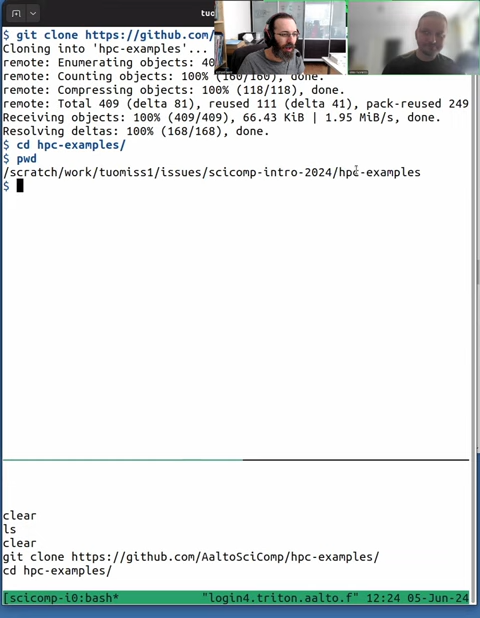 tuo
$ git clone https://github.com/
Cloning into 'hpc-examples'...
remote: Enumerating objects: 40
remote: Counting objects: 100% (160/160), done.
remote: Compressing objects: 100% (118/118), done.
remote: Total 409 (delta 81), reused 111 (delta 41), pack-reused 249
Receiving objects: 100% (409/409), 66.43 KiB | 1.95 MiB/s, done.
Resolving deltas: 100% (168/168), done.
$ cd hpc-examples/
$ pwd
/scratch/work/tuomiss1/issues/scicomp-intro-2024/hpc-examples
$
clear
ls
clear
git clone https://github.com/AaltoSciComp/hpc-examples/
cd hpc-examples/
[scicomp-i0:bash* "login4.triton.aalto.f" 12:24 05-Jun-24